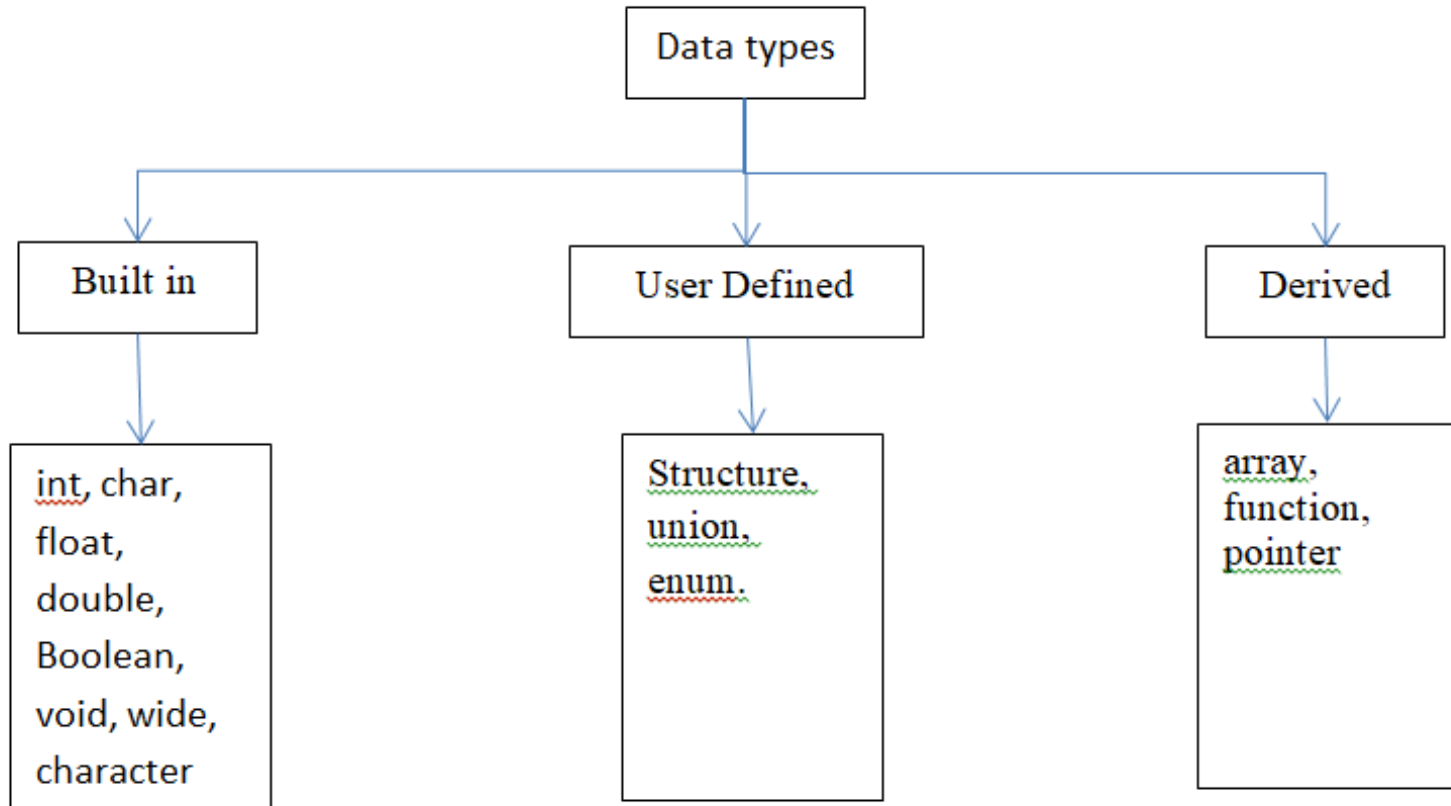 Data types
Built in
User Defined
Derived
int, char,
float,
double,
Boolean,
void, wide,
character
Structure,
union,
enum.
array,
function,
pointer